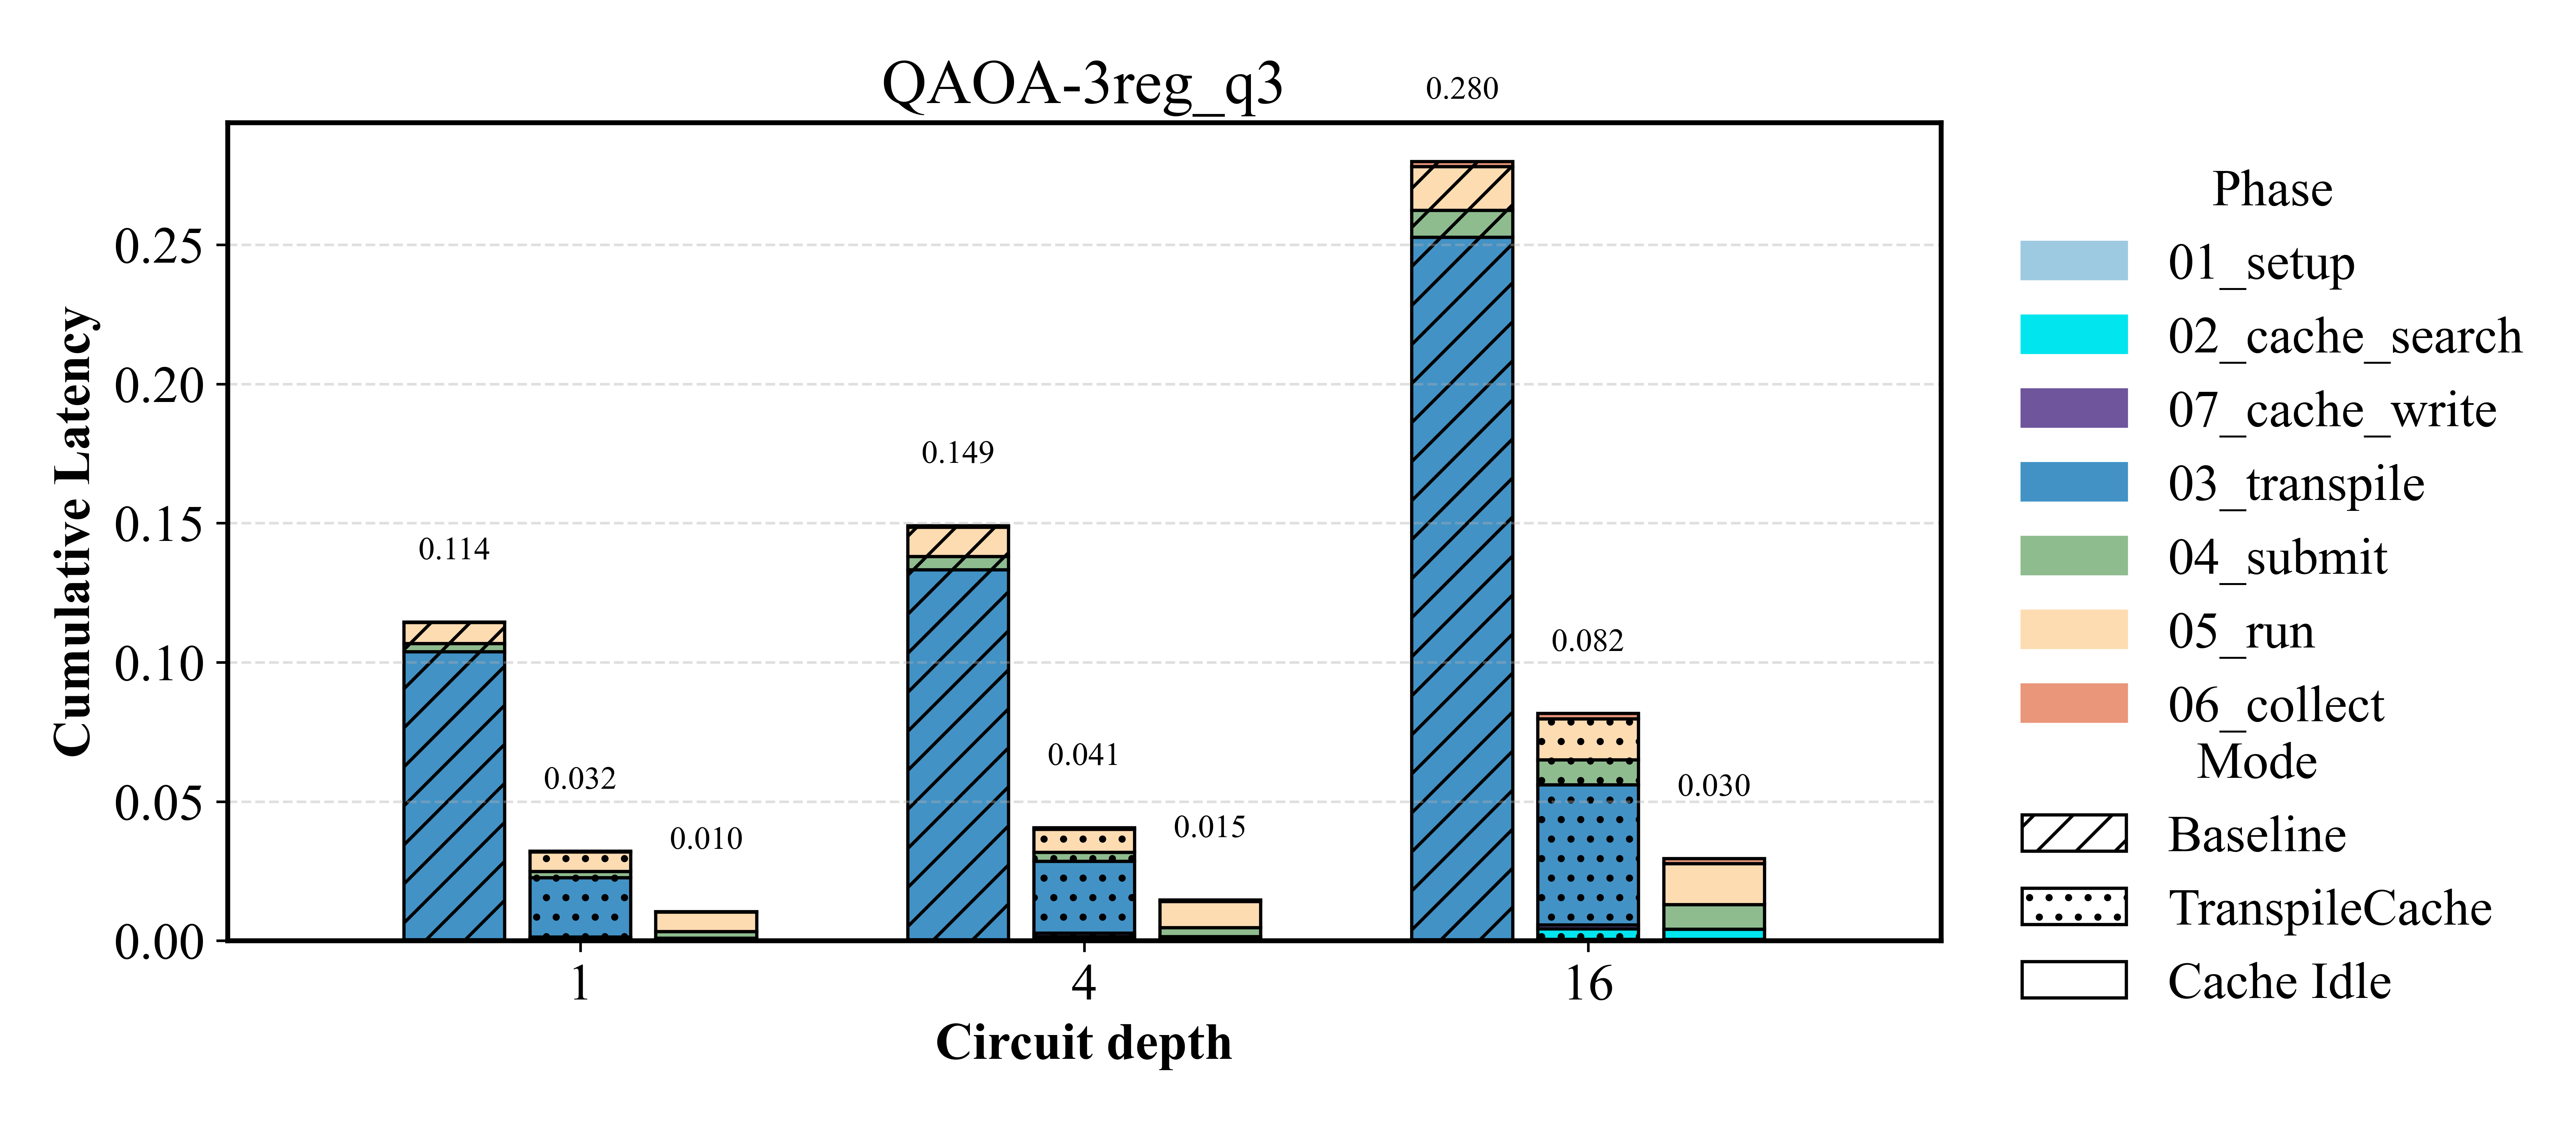 QAOA-3reg_q3
Cumulative Latency
0.25
0.20
0.15
0.10
0.05
0.00
0.114
0.032
0.010
0.149
0.041
0.015
0.280
0.082
0.030
1
4
16
Circuit depth
Phase
01_setup
02_cache_search
07_cache_write
03_transpile
04_submit
05_run
06_collect
Mode
Baseline
TranspileCache
Cache Idle